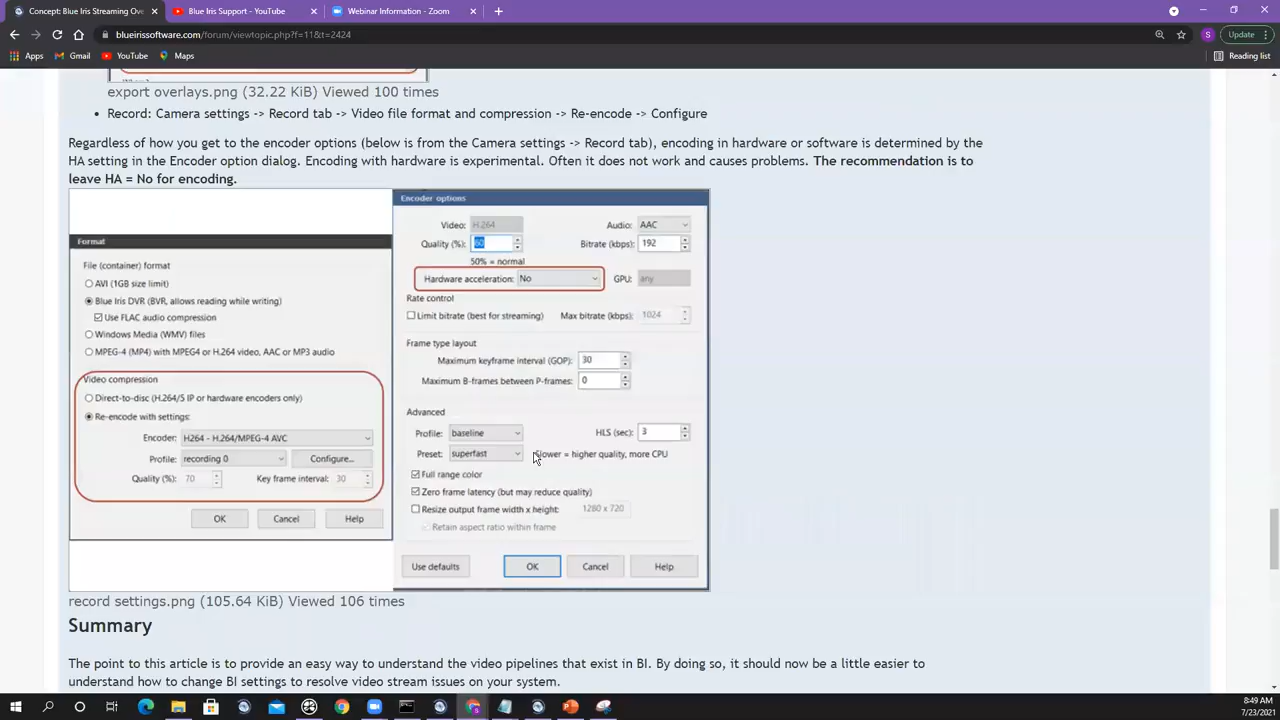 Concept: Blue Iris Streaming Ove
Blue Iris Support - YouTube
Webinar Information - Zoom
blueirissoftware.com/forum/viewtopic.php?f=11&t=2424
S
Update
Apps
Gmail
YouTube
Maps
Reading list
export overlays.png (32.22 KiB) Viewed 100 times
• Record: Camera settings -> Record tab -> Video file format and compression -> Re-encode -> Configure
Regardless of how you get to the encoder options (below is from the Camera settings -> Record tab), encoding in hardware or software is determined by the
HA setting in the Encoder option dialog. Encoding with hardware is experimental. Often it does not work and causes problems. The recommendation is to
leave HA = No for encoding.
Format
File (container) format
AVI (1GB size limit)
Blue Iris DVR (BVR, allows reading while writing)
Use FLAC audio compression
Windows Media (WMV) files
MPEG-4 (MP4) with MPEG4 or H.264 video, AAC or MP3 audio
Video compression
Direct-to-disc (H.264/5 IP or hardware encoders only)
Re-encode with settings:
Encoder: H264 - H.264/MPEG-4 AVC
Profile: recording 0 Configure...
Quality (%): 70 Key frame interval: 30
OK Cancel Help
Encoder options
Video: H.264 Audio: AAC
Quality (%): 60 Bitrate (kbps): 192
50% = normal
Hardware acceleration: No GPU: any
Rate control
Limit bitrate (best for streaming) Max bitrate (kbps): 1024
Frame type layout
Maximum keyframe interval (GOP): 30
Maximum B-frames between P-frames: 0
Advanced
Profile: baseline HLS (sec): 3
Preset: superfast Slower = higher quality, more CPU
Full range color
Zero frame latency (but may reduce quality)
Resize output frame width x height: 1280 x 720
Retain aspect ratio within frame
Use defaults OK Cancel Help
record settings.png (105.64 KiB) Viewed 106 times
Summary
The point to this article is to provide an easy way to understand the video pipelines that exist in BI. By doing so, it should now be a little easier to
understand how to change BI settings to resolve video stream issues on your system.
8:49 AM
7/23/2021